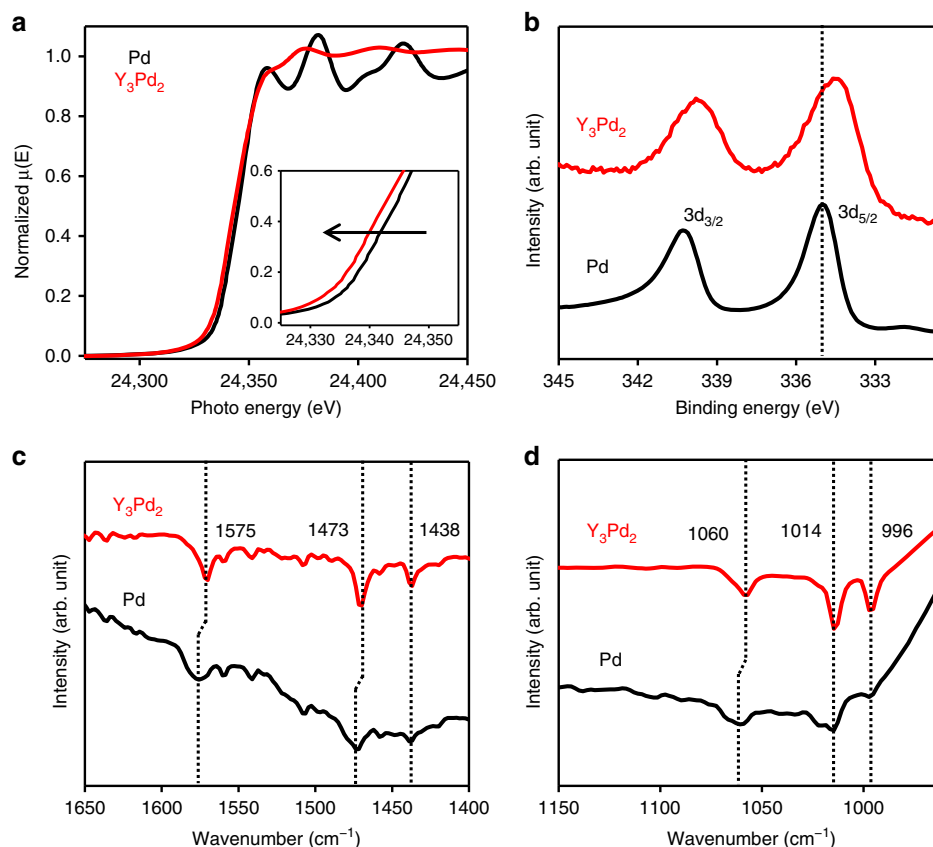 a
Pd
Y₃Pd₂
Normalized μ(E)
1.0
0.8
0.6
0.4
0.2
0.0
24,300
24,350
24,400
24,450
Photo energy (eV)
0.6
0.4
0.2
0.0
24,330
24,340
24,350
b
Y₃Pd₂
3d₃/₂
3d₅/₂
Pd
Intensity (arb. unit)
345
342
339
336
333
Binding energy (eV)
c
Y₃Pd₂
1575
1473
1438
Pd
Intensity (arb. unit)
1650
1600
1550
1500
1450
1400
Wavenumber (cm⁻¹)
d
Y₃Pd₂
1060
1014
996
Pd
Intensity (arb. unit)
1150
1100
1050
1000
Wavenumber (cm⁻¹)